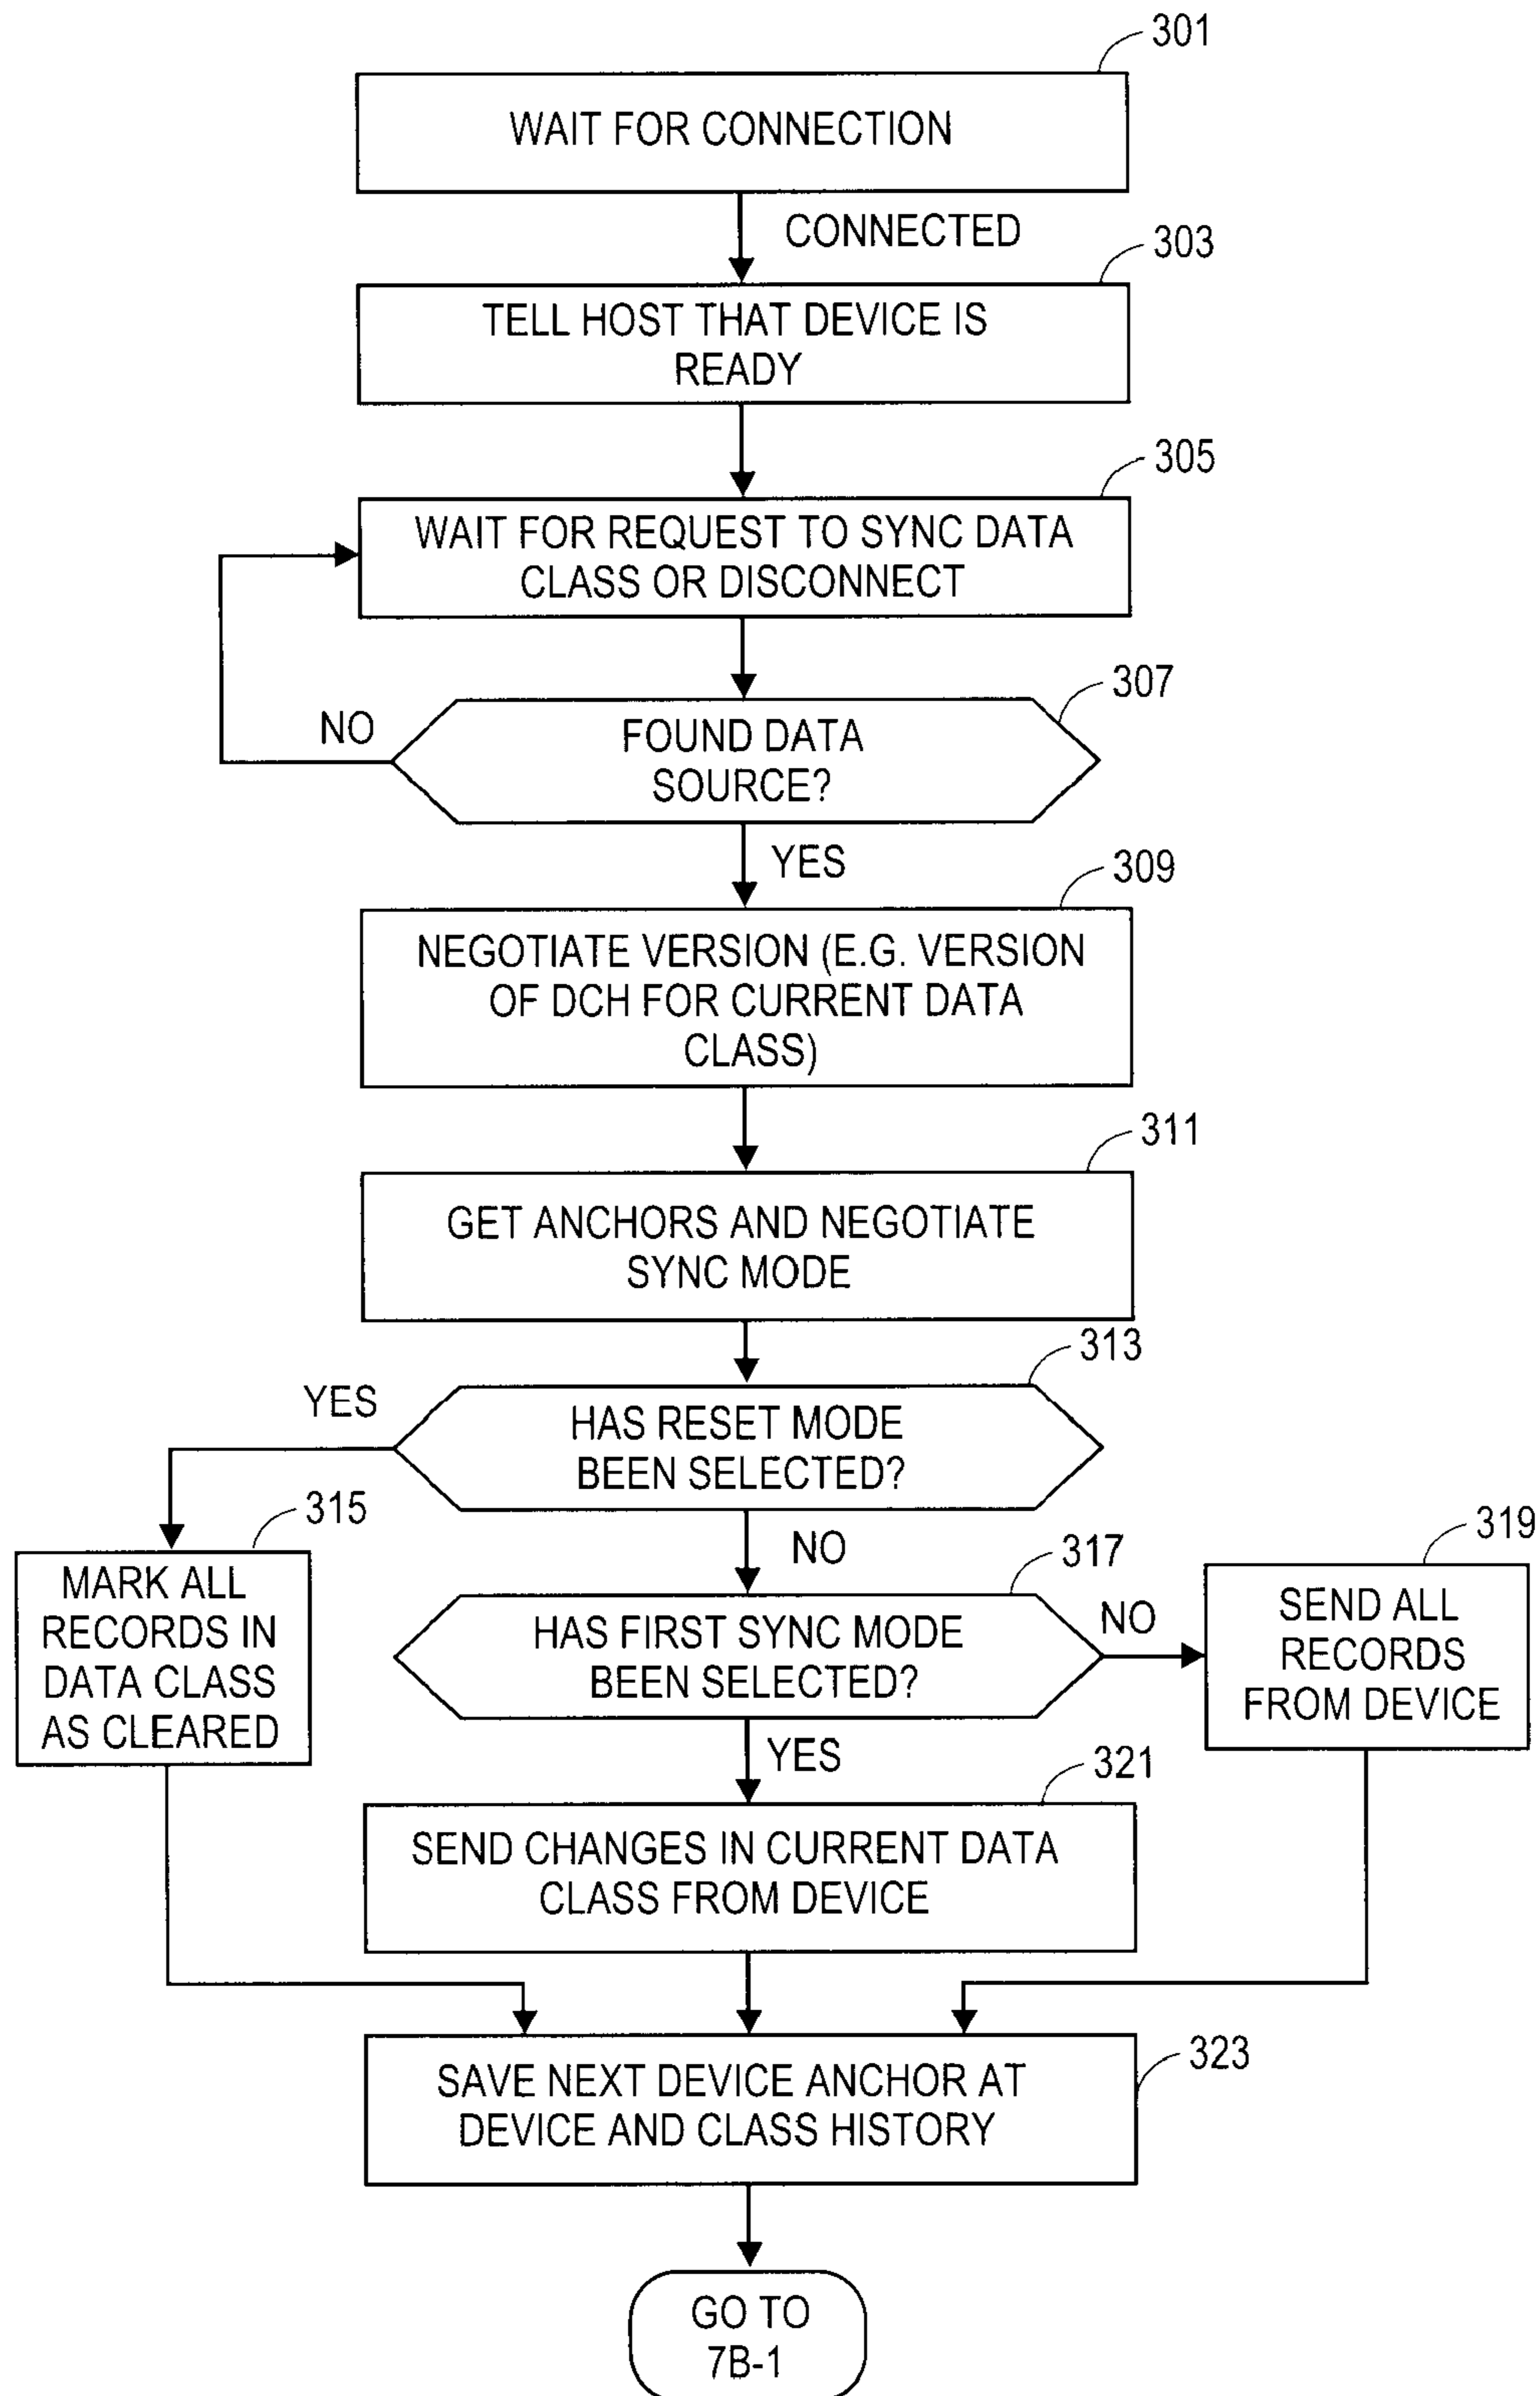 301
WAIT FOR CONNECTION
CONNECTED
303
TELL HOST THAT DEVICE IS
READY
305
WAIT FOR REQUEST TO SYNC DATA
CLASS OR DISCONNECT
307
NO
FOUND DATA
SOURCE?
YES
309
NEGOTIATE VERSION (E.G. VERSION
OF DCH FOR CURRENT DATA
CLASS)
311
GET ANCHORS AND NEGOTIATE
SYNC MODE
313
YES
HAS RESET MODE
BEEN SELECTED?
315
MARK ALL
RECORDS IN
DATA CLASS
AS CLEARED
NO
317
HAS FIRST SYNC MODE
BEEN SELECTED?
NO
319
SEND ALL
RECORDS
FROM DEVICE
YES
321
SEND CHANGES IN CURRENT DATA
CLASS FROM DEVICE
323
SAVE NEXT DEVICE ANCHOR AT
DEVICE AND CLASS HISTORY
GO TO
7B-1